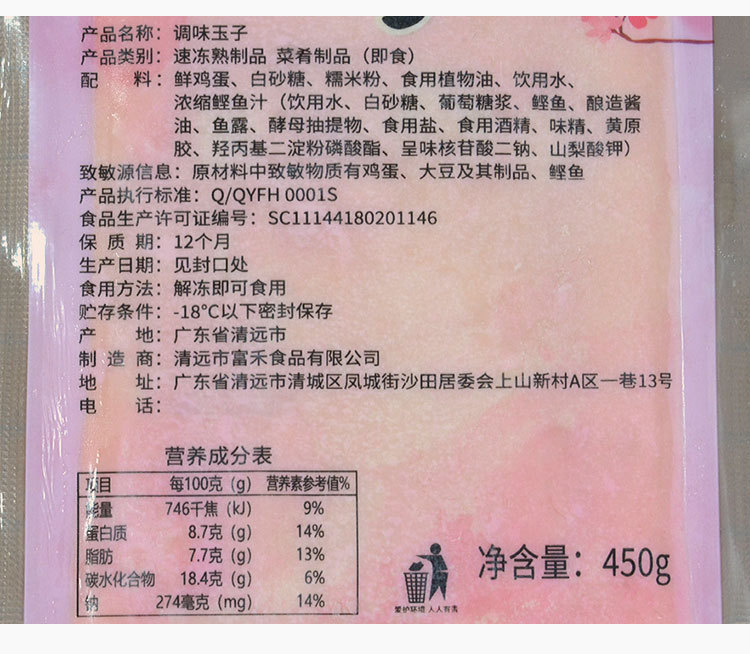 产品名称：调味玉子
产品类别：速冻熟制品 菜肴制品（即食）
配 料：鲜鸡蛋、白砂糖、糯米粉、食用植物油、饮用水、
浓缩鲣鱼汁（饮用水、白砂糖、葡萄糖浆、鲣鱼、酿造酱
油、鱼露、酵母抽提物、食用盐、食用酒精、味精、黄原
胶、羟丙基二淀粉磷酸酯、呈味核苷酸二钠、山梨酸钾）
致敏源信息：原材料中致敏物质有鸡蛋、大豆及其制品、鲣鱼
产品执行标准：Q/QYFH 0001S
食品生产许可证编号：SC11144180201146
保 质 期：12个月
生产日期：见封口处
食用方法：解冻即可食用
贮存条件：-18℃以下密封保存
产 地：广东省清远市
制 造 商：清远市富禾食品有限公司
地 址：广东省清远市清城区凤城街沙田居委会上山新村A区一巷13号
电 话：
营养成分表
项目 每100克（g） 营养素参考值%
能量 746千焦（kJ） 9%
蛋白质 8.7克（g） 14%
脂肪 7.7克（g） 13%
碳水化合物 18.4克（g） 6%
钠 274毫克（mg） 14%
爱护环境 人人有责
净含量：450g